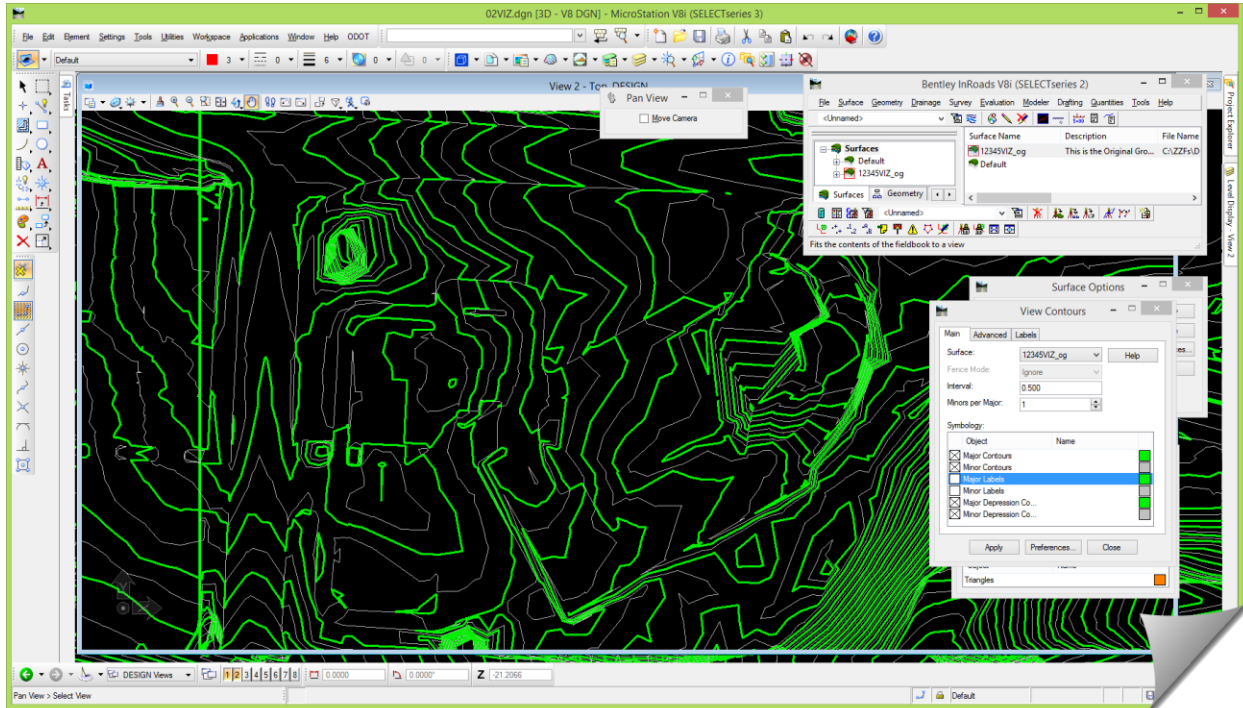 02VIZ.dgn [3D - V8 DGN] - MicroStation V8i (SELECTseries 3)
File Edit Element Settings Tools Utilities Workspace Applications Window Help ODOT
Default 3 0 6 0 0
View 2 - Top, DESIGN
Tasks
Pan View
Move Camera
Bentley InRoads V8i (SELECTseries 2)
File Surface Geometry Drainage Survey Evaluation Modeler Drafting Quantities Tools Help
<Unnamed>
Surfaces
Default
12345VIZ_og
Surfaces Geometry
Surface Name Description File Name
12345VIZ_og This is the Original Gro... C:\ZZFs\D
Default
<Unnamed>
Fits the contents of the fieldbook to a view
Project Explorer
Level Display - View 2
Surface Options
View Contours
Main Advanced Labels
Surface: 12345VIZ_og Help
Fence Mode: Ignore
Interval: 0.500
Minors per Major: 1
Symbology:
Object Name
Major Contours
Minor Contours
Major Labels
Minor Labels
Major Depression Co...
Minor Depression Co...
Apply Preferences... Close
Triangles
DESIGN Views 1 2 3 4 5 6 7 8 0.0000 0.0000° Z -21.2066
Pan View > Select View
Default